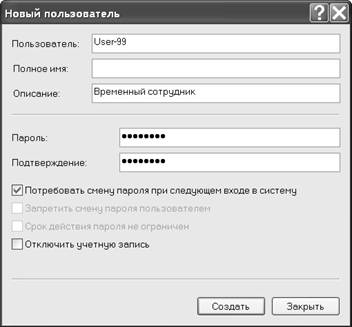 Новый пользователь
Пользователь: User-99
Полное имя:
Описание: Временный сотрудник
Пароль: ●●●●●●●●
Подтверждение: ●●●●●●●●
Потребовать смену пароля при следующем входе в систему
Запретить смену пароля пользователем
Срок действия пароля не ограничен
Отключить учетную запись
Создать Закрыть